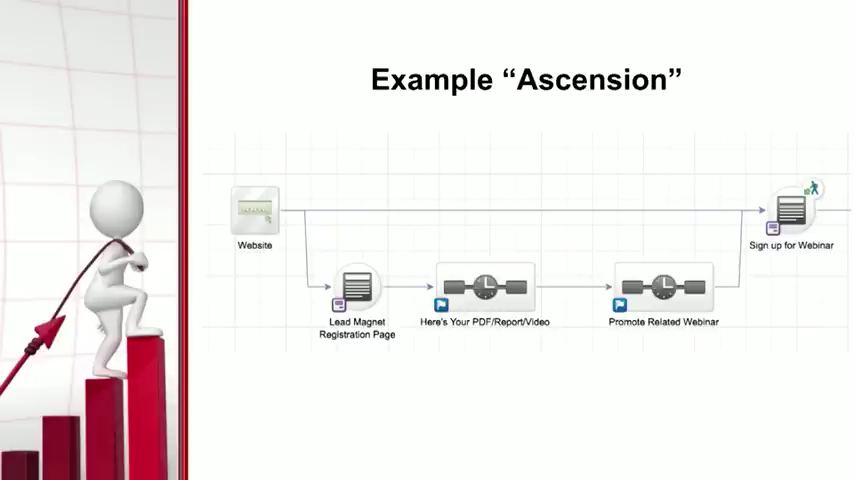 Example “Ascension”
Website
Sign up for Webinar
Lead Magnet
Registration Page
Here's Your PDF/Report/Video
Promote Related Webinar